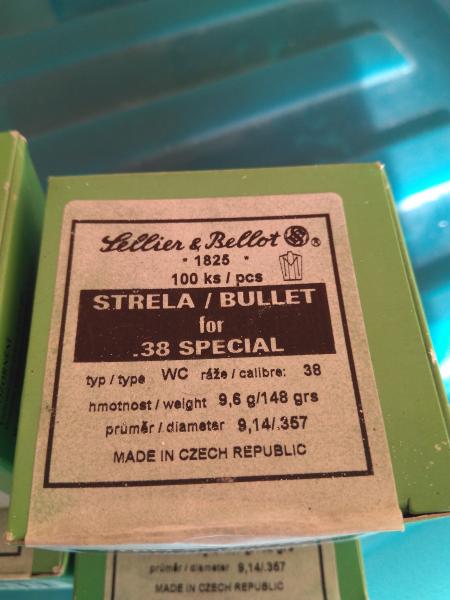 Sellier & Bellot ®
* 1825 *
100 ks / pcs
STRELA / BULLET
for
.38 SPECIAL
typ / type WC ráže / calibre: 38
hmotnost / weight 9,6 g/148 grs
průměr / diameter 9,14/.357
MADE IN CZECH REPUBLIC
průměr / diameter 9,14/.357
MADE IN CZECH REPUBLIC